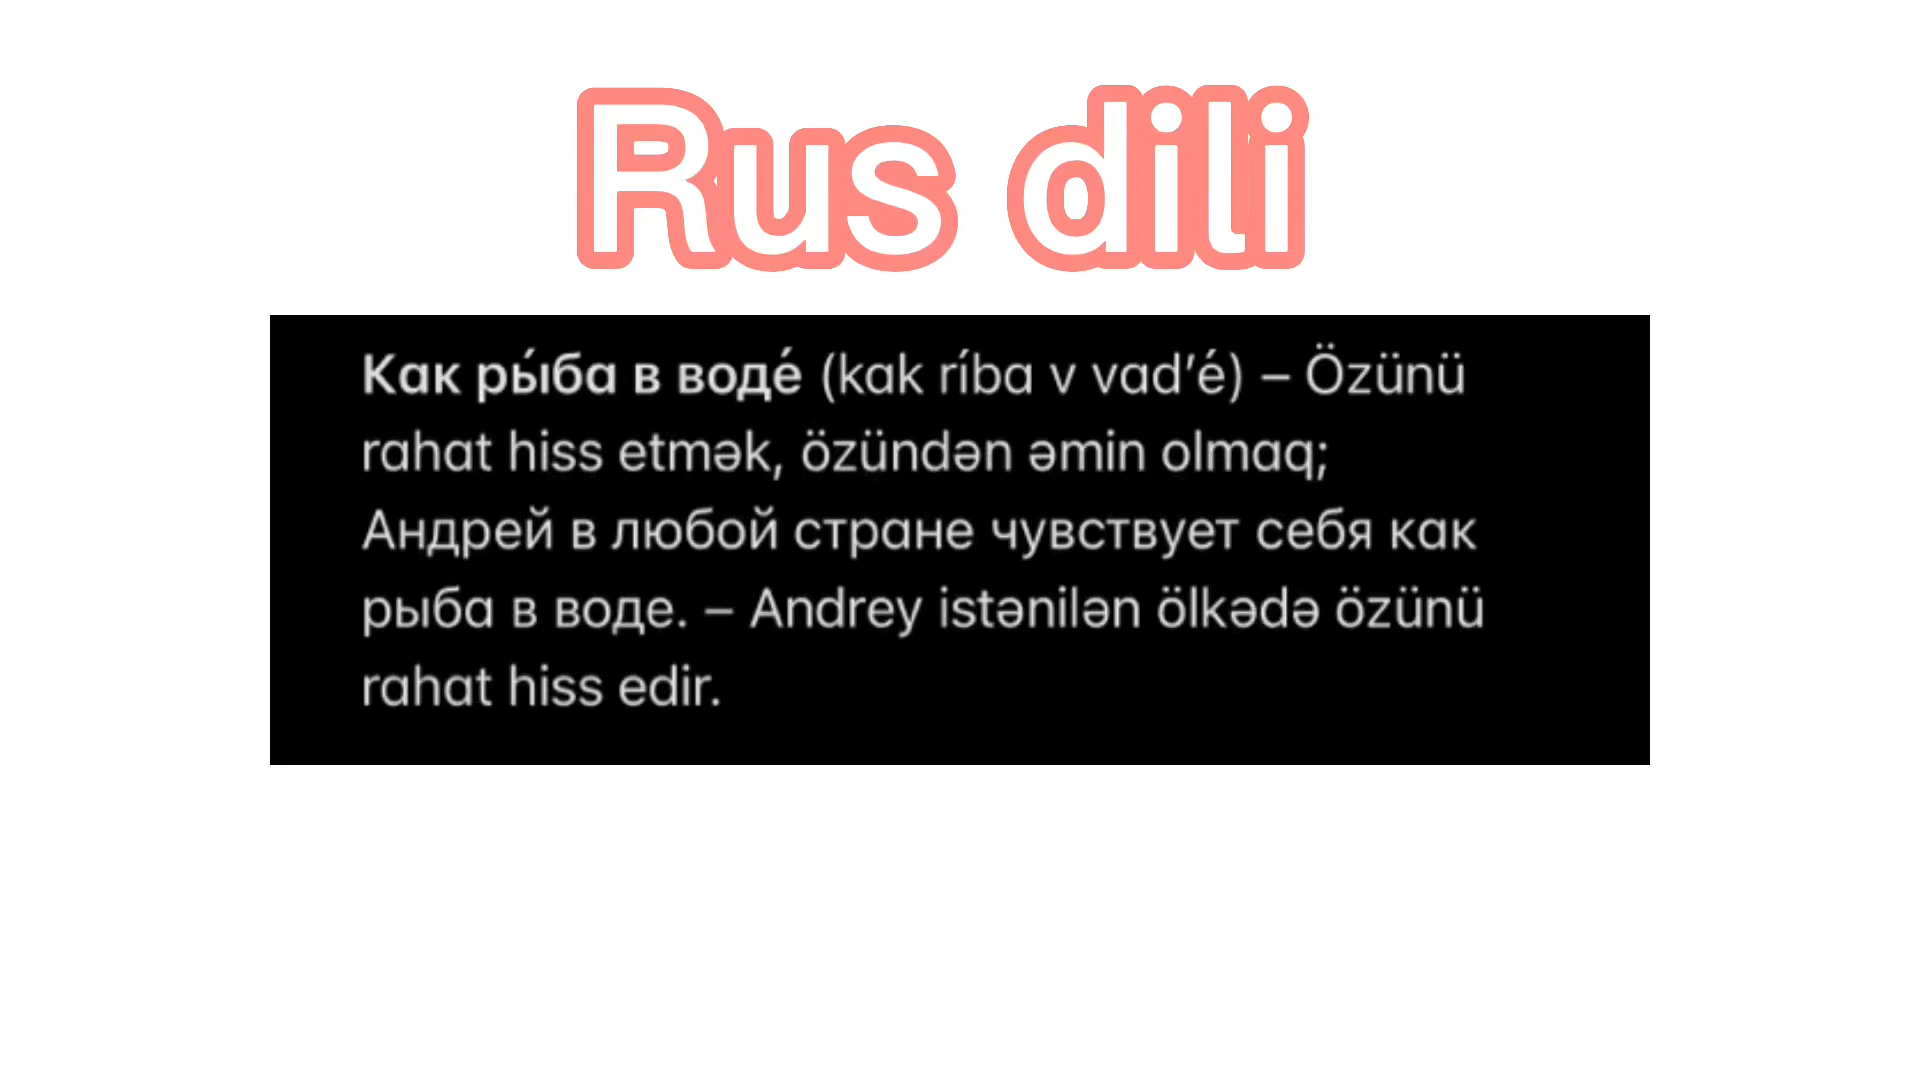 Rus dili
Как ры́ба в воде́ (kak ríba v vad’é) – Özünü
rahat hiss etmək, özündən əmin olmaq;
Андрей в любой стране чувствует себя как
рыба в воде. – Andrey istənilən ölkədə özünü
rahat hiss edir.